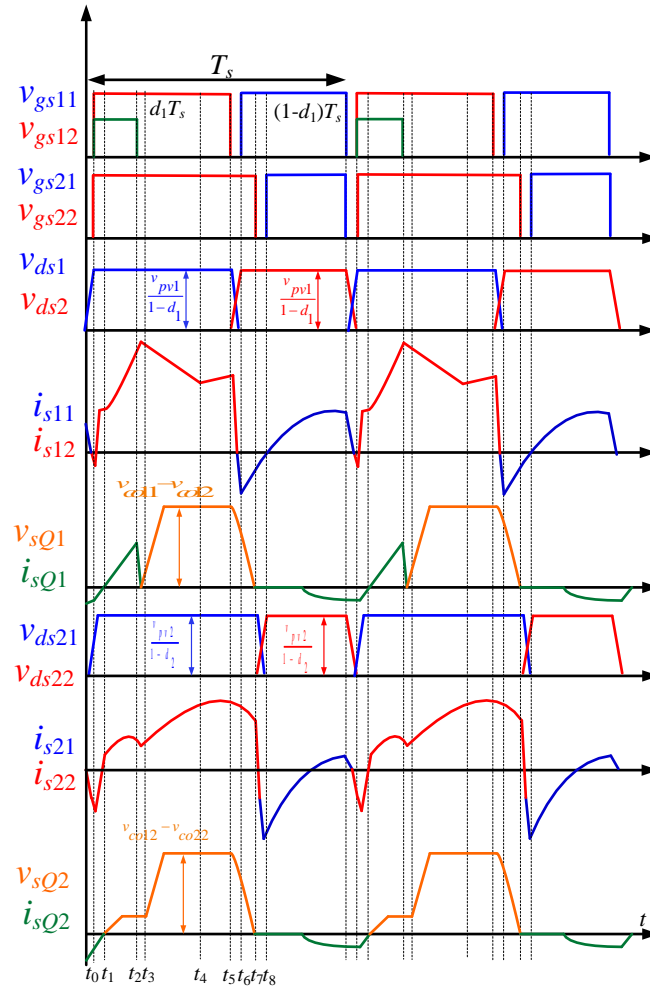 T_s
v_gs11
d_1T_s
(1-d_1)T_s
v_gs12
v_gs21
v_gs22
v_ds1
v_pv1 / 1-d_1
v_pv1 / 1-d_1
v_ds2
i_s11
i_s12
v_sQ1
i_sQ1
v_ds21
v_ds22
i_s21
i_s22
v_co12 - v_co22
v_sQ2
i_sQ2
t
t_0 t_1 t_2 t_3 t_4 t_5 t_6 t_7 t_8